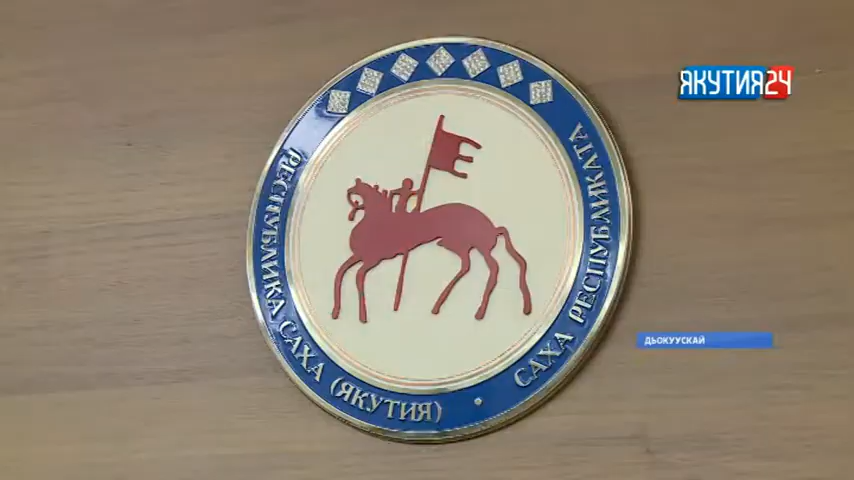 ЯКУТИЯ24
РЕСПУБЛИКА САХА (ЯКУТИЯ) • САХА РЕСПУБЛИКАТА
ДЬОКУУСКАЙ